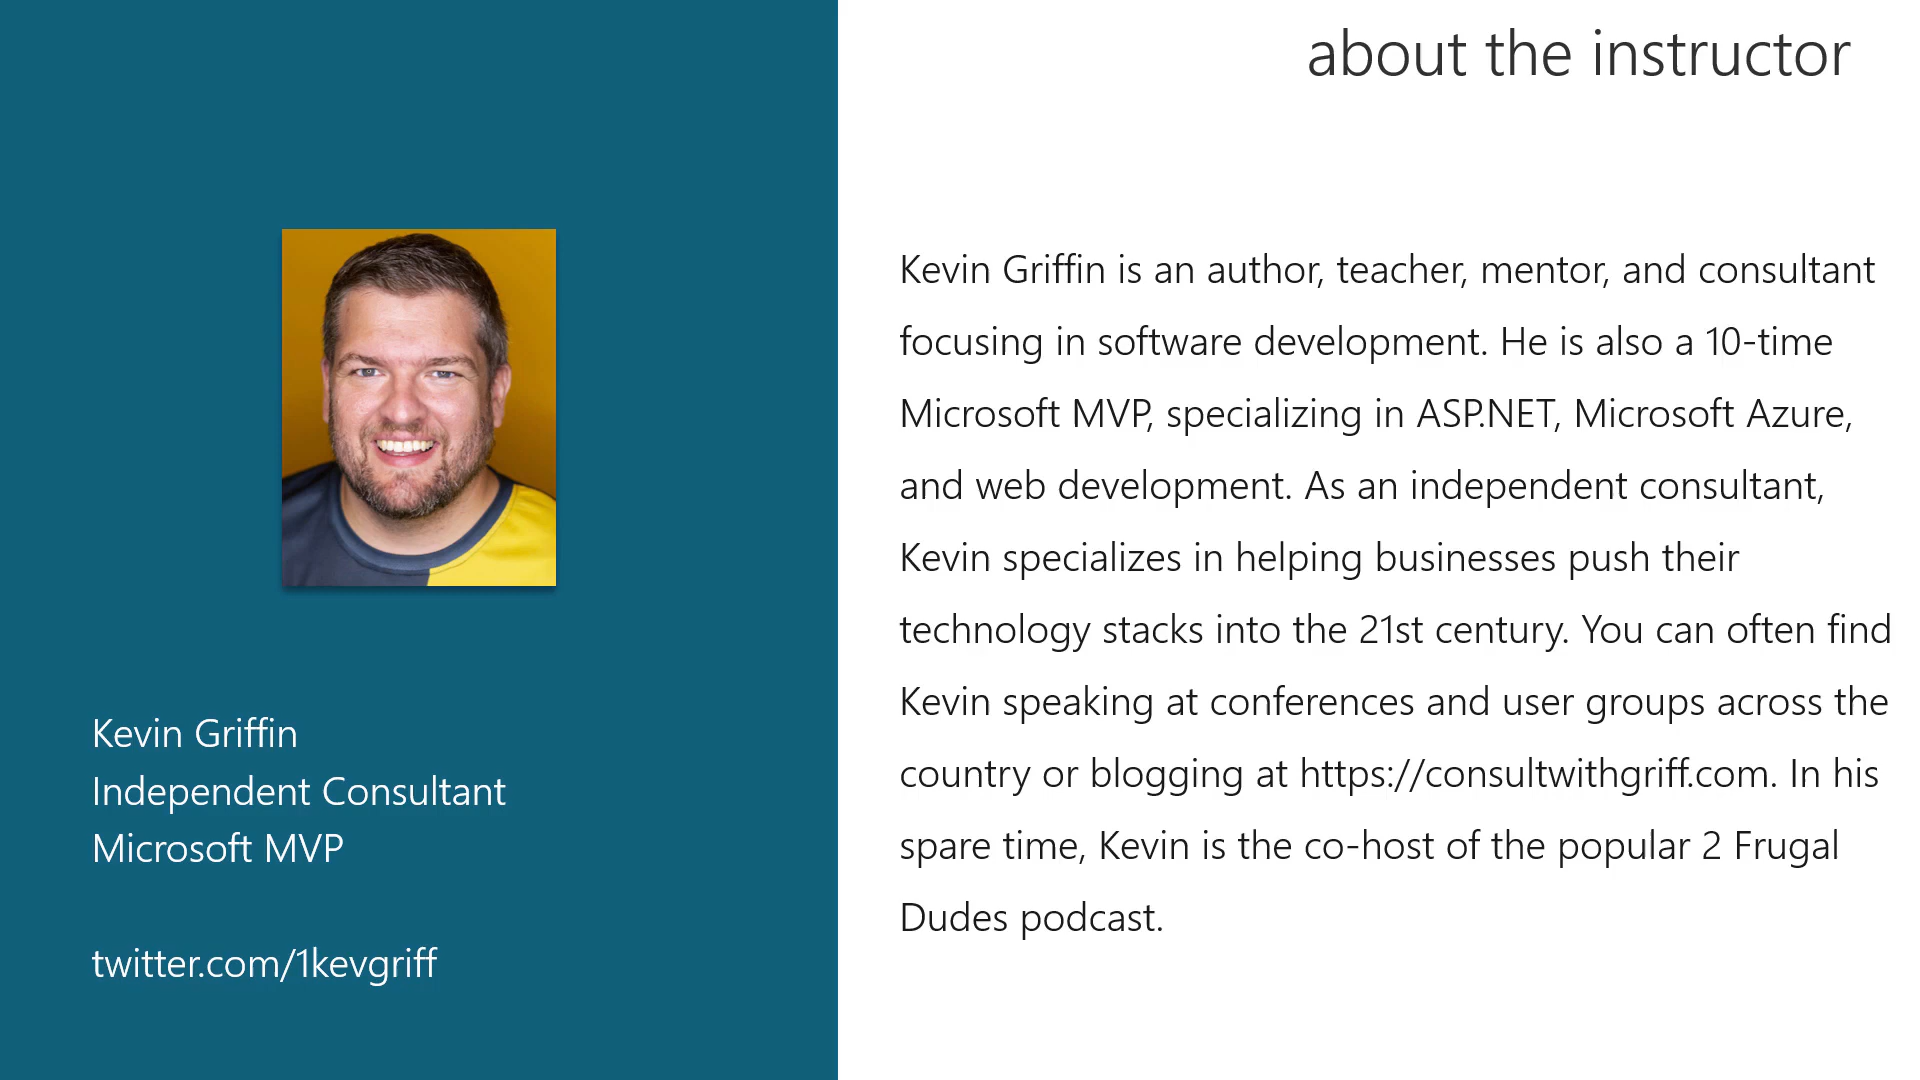 about the instructor
Kevin Griffin
Independent Consultant
Microsoft MVP
twitter.com/1kevgriff
Kevin Griffin is an author, teacher, mentor, and consultant
focusing in software development. He is also a 10-time
Microsoft MVP, specializing in ASP.NET, Microsoft Azure,
and web development. As an independent consultant,
Kevin specializes in helping businesses push their
technology stacks into the 21st century. You can often find
Kevin speaking at conferences and user groups across the
country or blogging at https://consultwithgriff.com. In his
spare time, Kevin is the co-host of the popular 2 Frugal
Dudes podcast.